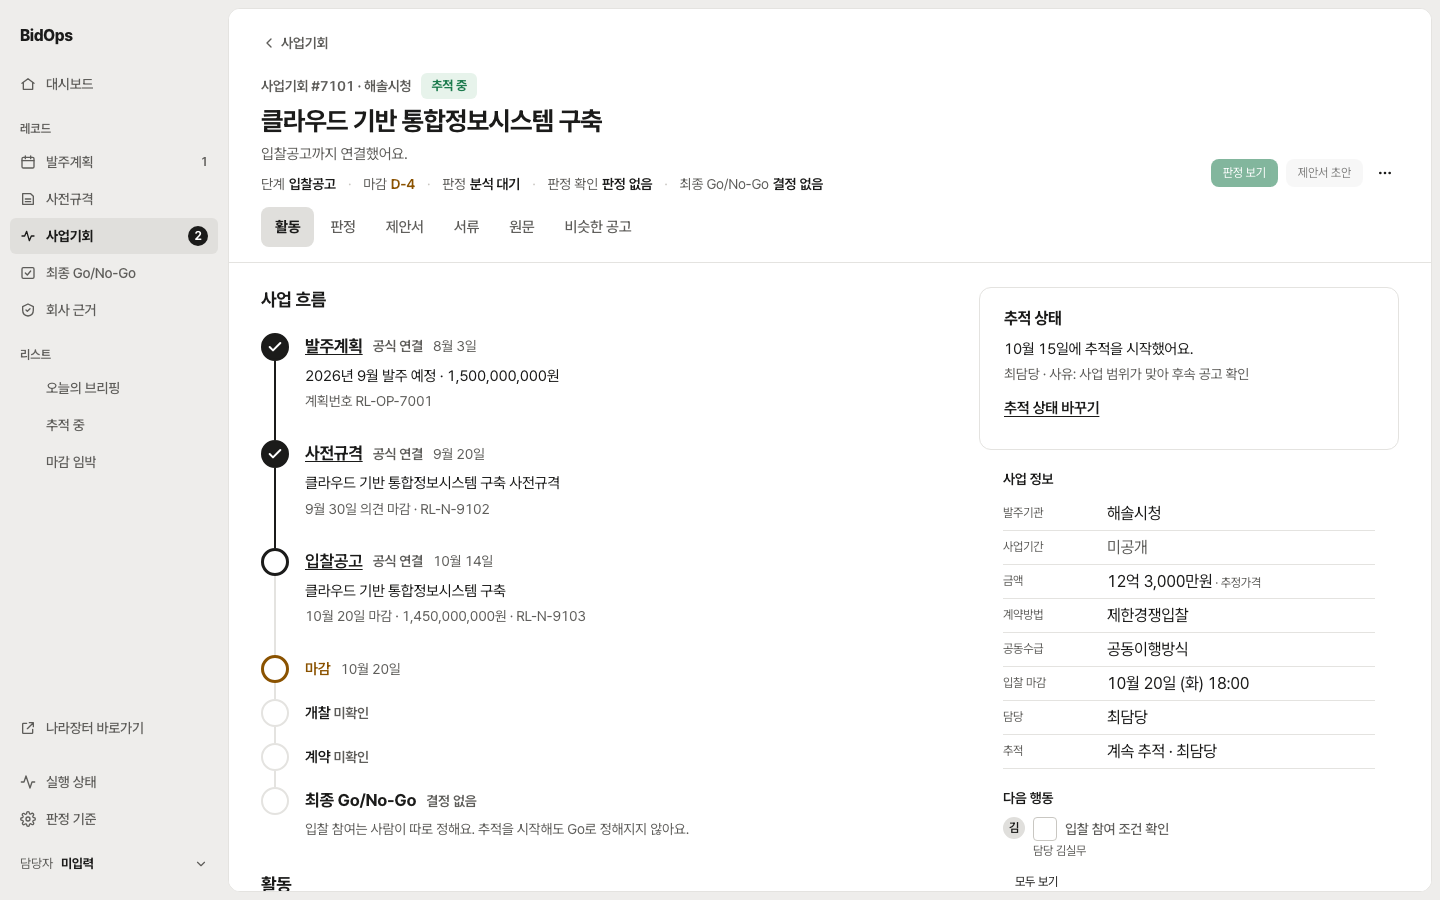 BidOps
대시보드
레코드
발주계획 1
사전규격
사업기회 2
최종 Go/No-Go
회사 근거
리스트
오늘의 브리핑
추적 중
마감 임박
나라장터 바로가기
실행 상태
판정 기준
담당자 미입력
사업기회
사업기회 #7101 · 해솔시청 추적 중
클라우드 기반 통합정보시스템 구축
입찰공고까지 연결했어요.
단계 입찰공고 · 마감 D-4 · 판정 분석 대기 · 판정 확인 판정 없음 · 최종 Go/No-Go 결정 없음
판정 보기 제안서 초안
활동 판정 제안서 서류 원문 비슷한 공고
사업 흐름
발주계획 공식 연결 8월 3일
2026년 9월 발주 예정 · 1,500,000,000원
계획번호 RL-OP-7001
사전규격 공식 연결 9월 20일
클라우드 기반 통합정보시스템 구축 사전규격
9월 30일 의견 마감 · RL-N-9102
입찰공고 공식 연결 10월 14일
클라우드 기반 통합정보시스템 구축
10월 20일 마감 · 1,450,000,000원 · RL-N-9103
마감 10월 20일
개찰 미확인
계약 미확인
최종 Go/No-Go 결정 없음
입찰 참여는 사람이 따로 정해요. 추적을 시작해도 Go로 정해지지 않아요.
활동
추적 상태
10월 15일에 추적을 시작했어요.
최담당 · 사유: 사업 범위가 맞아 후속 공고 확인
추적 상태 바꾸기
사업 정보
발주기관 해솔시청
사업기간 미공개
금액 12억 3,000만원 · 추정가격
계약방법 제한경쟁입찰
공동수급 공동이행방식
입찰 마감 10월 20일 (화) 18:00
담당 최담당
추적 계속 추적 · 최담당
다음 행동
김 입찰 참여 조건 확인
담당 김실무
모두 보기